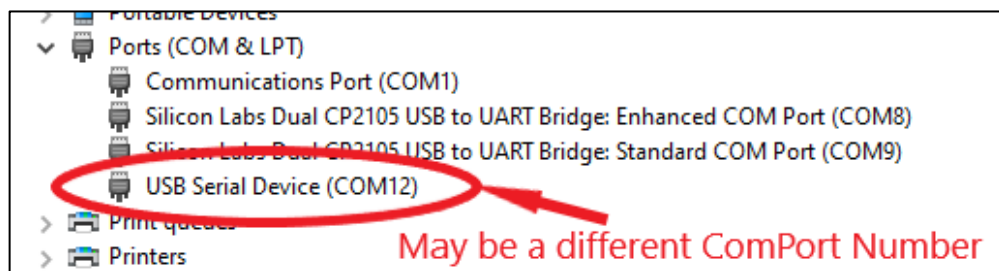 Portable Devices
Ports (COM & LPT)
Communications Port (COM1)
Silicon Labs Dual CP2105 USB to UART Bridge: Enhanced COM Port (COM8)
Silicon Labs Dual CP2105 USB to UART Bridge: Standard COM Port (COM9)
USB Serial Device (COM12)
Print queues
May be a different ComPort Number
Printers